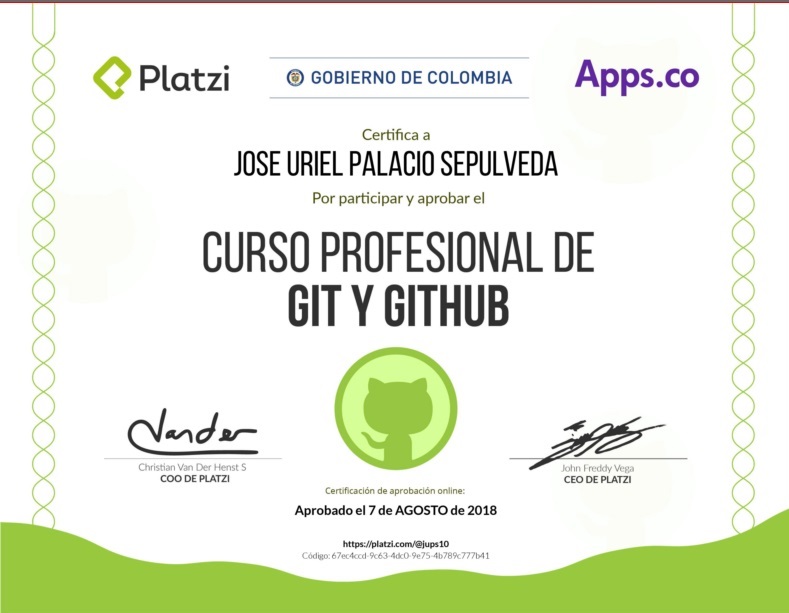 Platzi
GOBIERNO DE COLOMBIA
Apps.co
Certifica a
JOSE URIEL PALACIO SEPULVEDA
Por participar y aprobar el
CURSO PROFESIONAL DE
GIT Y GITHUB
Vander
Christian Van Der Henst S
COO DE PLATZI
John Freddy Vega
CEO DE PLATZI
Certificación de aprobación online:
Aprobado el 7 de AGOSTO de 2018
https://platzi.com/@jups10
Código: 67ec4ccd-9c63-4dc0-9e75-4b789c777b41